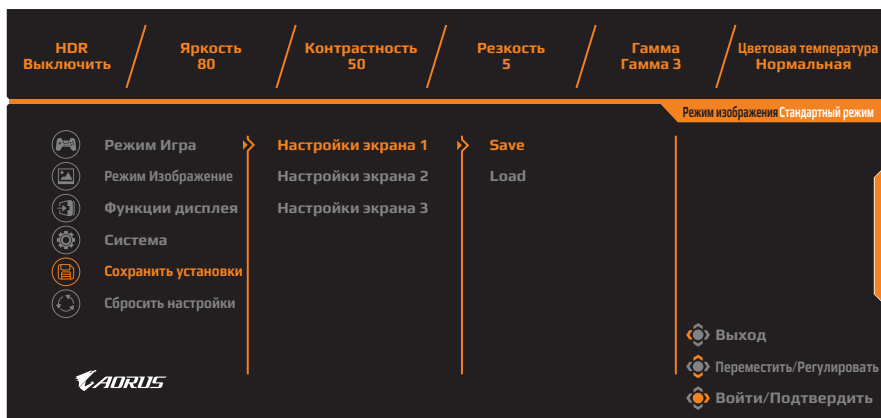 HDR
Выключить
Яркость
80
Контрастность
50
Резкость
5
Гамма
Гамма 3
Цветовая температура
Нормальная
Режим изображения Стандартный режим
Режим Игра
Режим Изображение
Функции дисплея
Система
Сохранить установки
Сбросить настройки
Настройки экрана 1
Настройки экрана 2
Настройки экрана 3
Save
Load
Выход
Переместить/Регулировать
Войти/Подтвердить
AORUS